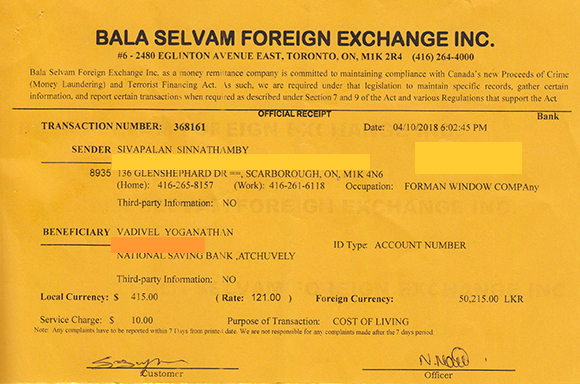 BALA SELVAM FOREIGN EXCHANGE INC.
#6 - 2480 EGLINTON AVENUE EAST, TORONTO, ON, M1K 2R4 (416) 264-4000
Bala Selvam Foreign Exchange Inc. as a money remittance company is committed to maintaining compliance with Canada's new Proceeds of Crime
(Money Laundering) and Terrorist Financing Act. As such, we are required under that legislation to maintain specific records, gather certain
information, and report certain transactions when required as described under Section 7 and 9 of the Act and various Regulations that support the Act.
OFFICIAL RECEIPT Bank
TRANSACTION NUMBER: 368161 Date: 04/10/2018 6:02:45 PM
SENDER SIVAPALAN SINNATHAMBY
8935 136 GLENSHEPHARD DR ==, SCARBOROUGH, ON, M1K 4N6
(Home): 416-265-8157 (Work): 416-261-6118 Occupation: FORMAN WINDOW COMPAny
Third-party Information: NO
BENEFICIARY VADIVEL YOGANATHAN
ID Type: ACCOUNT NUMBER
NATIONAL SAVING BANK ,ATCHUVELY
Third-party Information: NO
Local Currency: $ 415.00 ( Rate: 121.00 ) Foreign Currency: 50,215.00 LKR
Service Charge: $ 10.00 Purpose of Transaction: COST OF LIVING
Note: Any complaints have to be reported within 7 Days from printed date. We are not responsible for any complaints made after the 7 days period.
Customer Officer